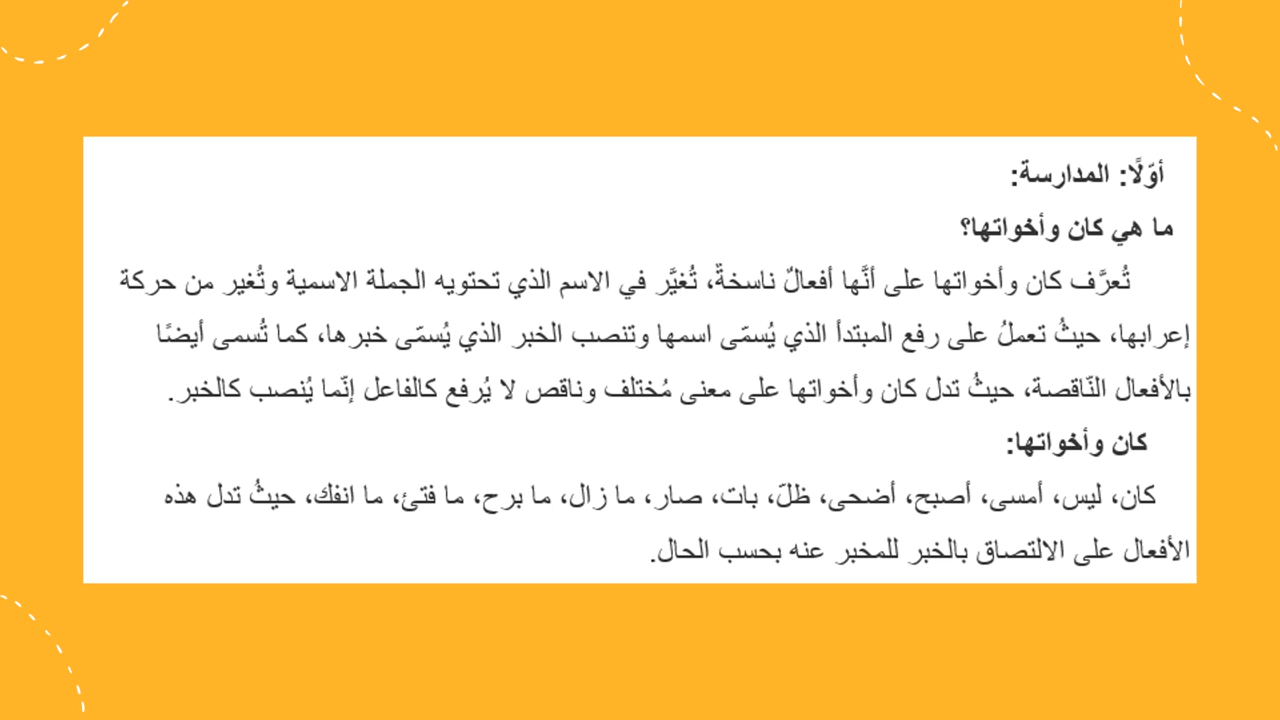 أوّلًا: المدارسة:
ما هي كان وأخواتها؟
تُعرَّف كان وأخواتها على أنَّها أفعالٌ ناسخةٌ، تُغيَّر في الاسم الذي تحتويه الجملة الاسمية وتُغير من حركة
إعرابها، حيثُ تعملُ على رفع المبتدأ الذي يُسمّى اسمها وتنصب الخبر الذي يُسمّى خبرها، كما تُسمى أيضًا
بالأفعال النّاقصة، حيثُ تدل كان وأخواتها على معنى مُختلف وناقص لا يُرفع كالفاعل إنّما يُنصب كالخبر.
كان وأخواتها:
كان، ليس، أمسى، أصبح، أضحى، ظلّ، بات، صار، ما زال، ما برح، ما فتئ، ما انفك، حيثُ تدل هذه
الأفعال على الالتصاق بالخبر للمخبر عنه بحسب الحال.